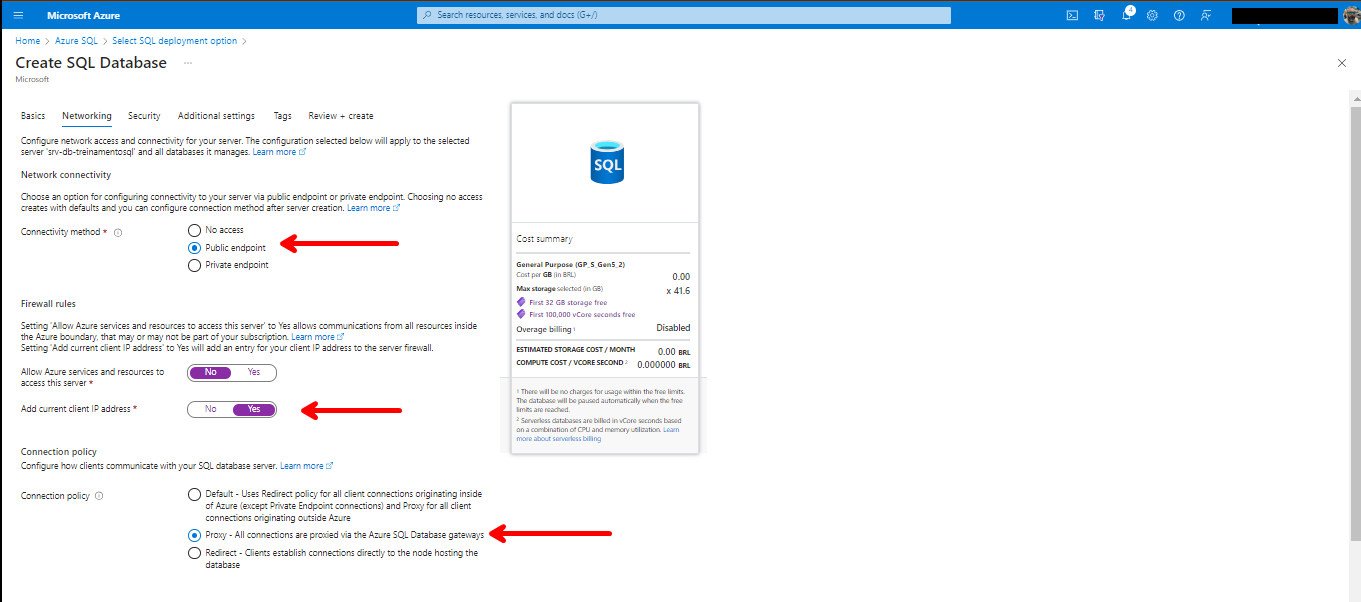 Microsoft Azure
Search resources, services, and docs (G+/)
4
Home > Azure SQL > Select SQL deployment option >
Create SQL Database ...
Microsoft
Basics Networking Security Additional settings Tags Review + create
Configure network access and connectivity for your server. The configuration selected below will apply to the selected
server 'srv-db-treinamentosql' and all databases it manages. Learn more
Network connectivity
Choose an option for configuring connectivity to your server via public endpoint or private endpoint. Choosing no access
creates with defaults and you can configure connection method after server creation. Learn more
Connectivity method *
No access
Public endpoint
Private endpoint
Firewall rules
Setting 'Allow Azure services and resources to access this server' to Yes allows communications from all resources inside
the Azure boundary, that may or may not be part of your subscription. Learn more
Setting 'Add current client IP address' to Yes will add an entry for your client IP address to the server firewall.
Allow Azure services and resources to
access this server *
No Yes
Add current client IP address *
No Yes
Connection policy
Configure how clients communicate with your SQL database server. Learn more
Connection policy
Default - Uses Redirect policy for all client connections originating inside
of Azure (except Private Endpoint connections) and Proxy for all client
connections originating outside Azure
Proxy - All connections are proxied via the Azure SQL Database gateways
Redirect - Clients establish connections directly to the node hosting the
database
SQL
Cost summary
General Purpose (GP_S_Gen5_2)
Cost per GB (in BRL) 0.00
Max storage selected (in GB) x 41.6
First 32 GB storage free
First 100,000 vCore seconds free
Overage billing ¹ Disabled
ESTIMATED STORAGE COST / MONTH 0.00 BRL
COMPUTE COST / VCORE SECOND ² 0.000000 BRL
¹ There will be no charges for usage within the free limits.
The database will be paused automatically when the free
limits are reached.
² Serverless databases are billed in vCore seconds based
on a combination of CPU and memory utilization. Learn
more about serverless billing